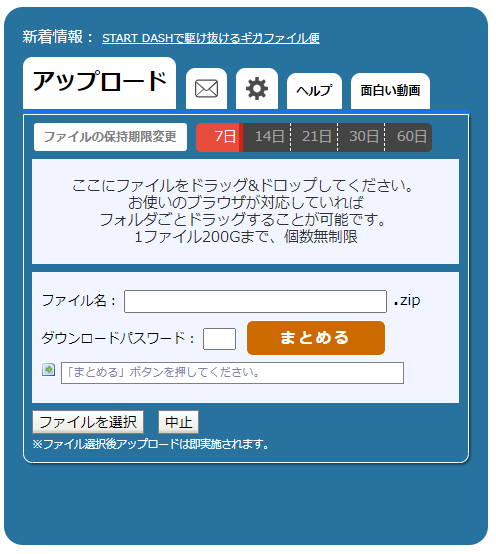 新着情報： START DASHで駆け抜けるギガファイル便
アップロード ヘルプ 面白い動画
ファイルの保持期限変更 7日 14日 21日 30日 60日
ここにファイルをドラッグ&ドロップしてください。
お使いのブラウザが対応していれば
フォルダごとドラッグすることが可能です。
1ファイル200Gまで、個数無制限
ファイル名： .zip
ダウンロードパスワード： まとめる
「まとめる」ボタンを押してください。
ファイルを選択 中止
※ファイル選択後アップロードは即実施されます。